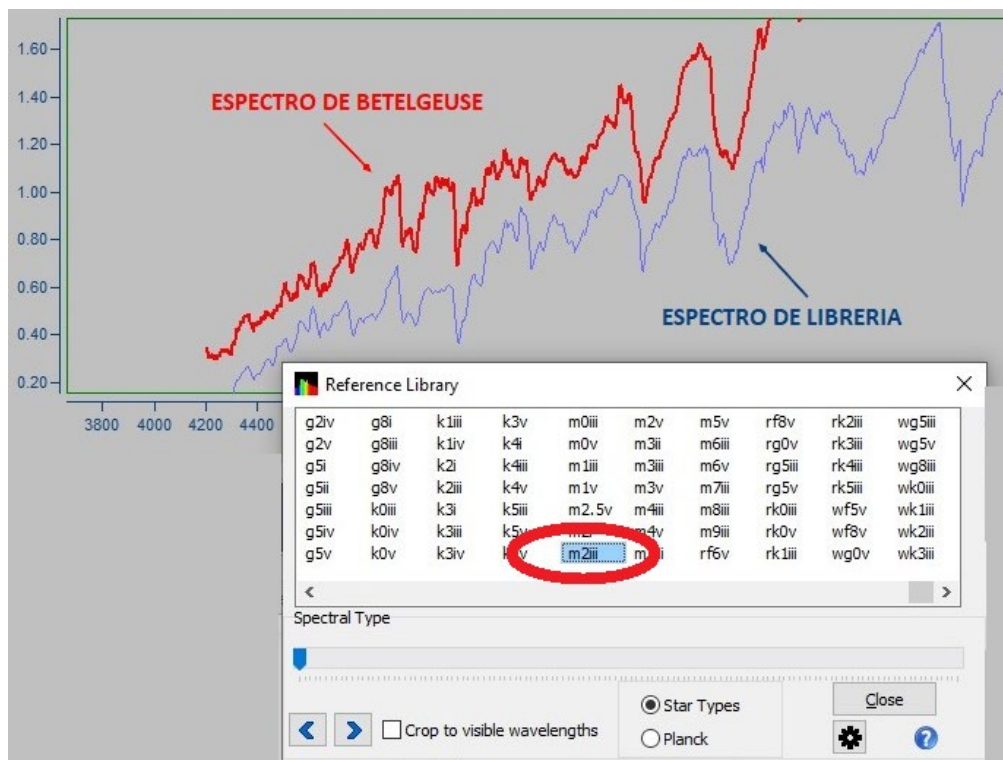 1.60
1.40
ESPECTRO DE BETELGEUSE
1.20
1.00
0.80
0.60
ESPECTRO DE LIBRERIA
0.40
0.20
3800 4000 4200 4400
Reference Library
g2iv g8i k1iii k3v m0iii m2v m5v rf8v rk2iii wg5iii
g2v g8iii k1iv k4i m0v m3ii m6iii rg0v rk3iii wg5v
g5i g8iv k2i k4iii m1iii m3iii m6v rg5iii rk4iii wg8iii
g5ii g8v k2iii k4v m1v m3v m7iii rg5v rk5iii wk0iii
g5iii k0iii k3i k5iii m2.5v m4iii m8iii rk0iii wf5v wk1iii
g5iv k0iv k3iii k5v m2i m4v m9iii rk0v wf8v wk2iii
g5v k0v k3iv m2iii rf6v rk1iii wg0v wk3iii
Spectral Type
Star Types
Close
Crop to visible wavelengths
Planck